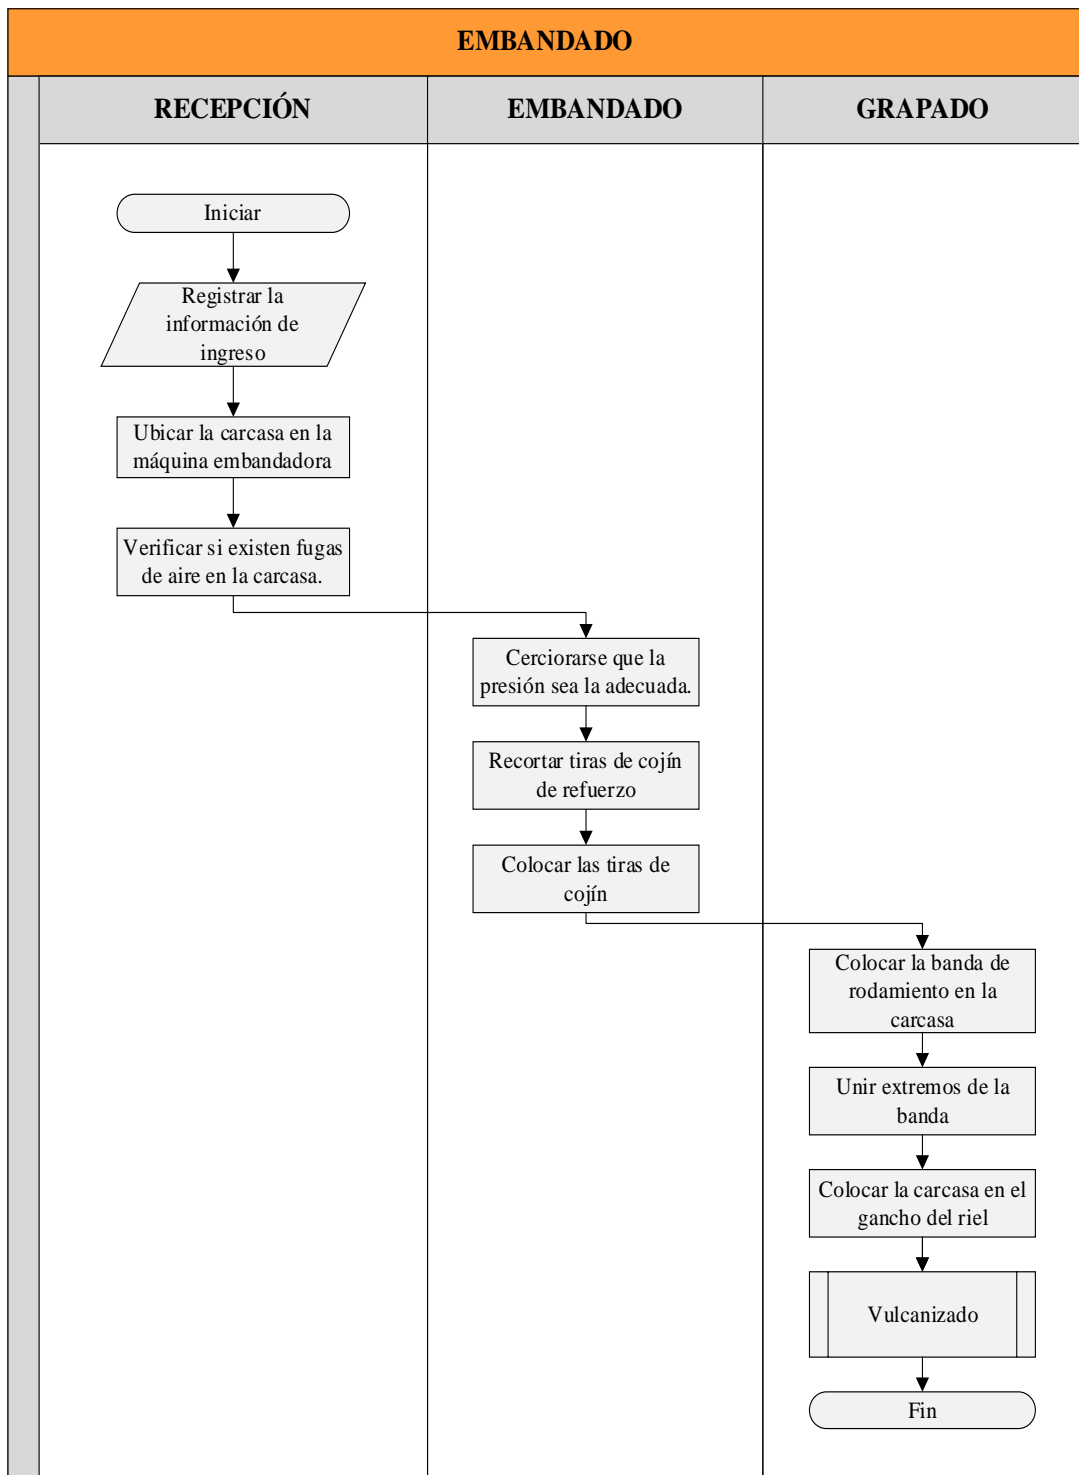 EMBANDADO
RECEPCIÓN
EMBANDADO
GRAPADO
Iniciar
Registrar la
información de
ingreso
Ubicar la carcasa en la
máquina embandadora
Verificar si existen fugas
de aire en la carcasa.
Cerciorarse que la
presión sea la adecuada.
Recortar tiras de cojín
de refuerzo
Colocar las tiras de
cojín
Colocar la banda de
rodamiento en la
carcasa
Unir extremos de la
banda
Colocar la carcasa en el
gancho del riel
Vulcanizado
Fin